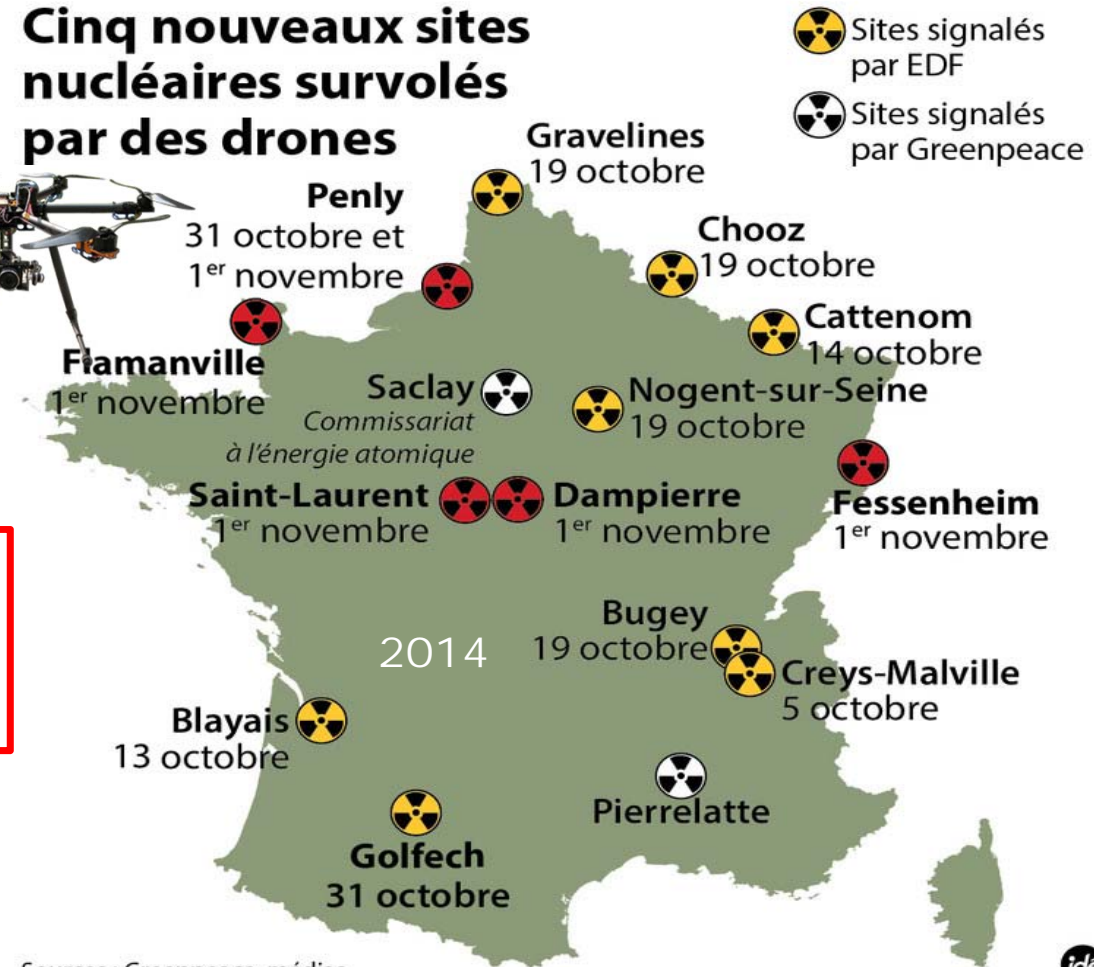 Cinq nouveaux sites
nucléaires survolés
par des drones
Sites signalés
par EDF
Sites signalés
par Greenpeace
Gravelines
19 octobre
Penly
31 octobre et
1er novembre
Chooz
19 octobre
Cattenom
14 octobre
Flamanville
1er novembre
Saclay
Commissariat
à l'énergie atomique
Nogent-sur-Seine
19 octobre
Saint-Laurent
1er novembre
Dampierre
1er novembre
Fessenheim
1er novembre
Bugey
19 octobre
2014
Creys-Malville
5 octobre
Blayais
13 octobre
Pierrelatte
Golfech
31 octobre